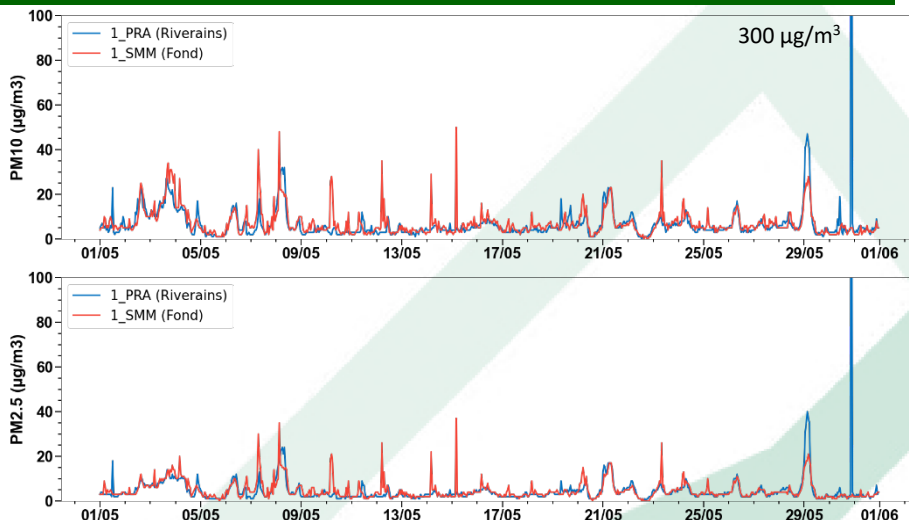 100
1_PRA (Riverains)
1_SMM (Fond)
300 µg/m³
80
60
40
20
0
PM10 (µg/m3)
01/05 05/05 09/05 13/05 17/05 21/05 25/05 29/05 01/06
100
1_PRA (Riverains)
1_SMM (Fond)
80
60
40
20
0
PM2.5 (µg/m3)
01/05 05/05 09/05 13/05 17/05 21/05 25/05 29/05 01/06